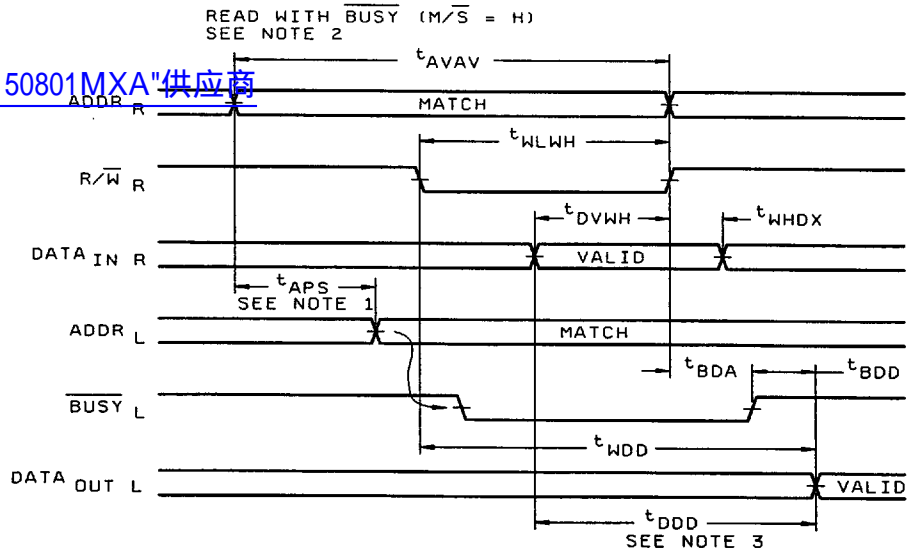 READ WITH BUSY (M/S = H)
SEE NOTE 2
tAVAV
50801MXA"供应商
ADDR R
MATCH
tWLWH
R/W R
tDVWH
tWHDX
DATA IN R
VALID
tAPS
SEE NOTE 1
ADDR L
MATCH
tBDA
tBDD
BUSY L
tWDD
DATA OUT L
VALID
tDDD
SEE NOTE 3